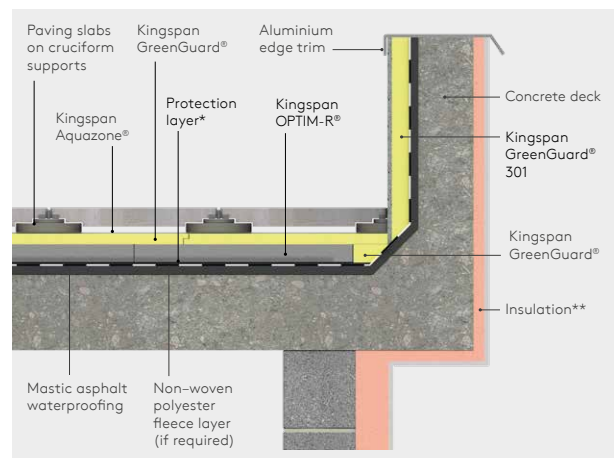 Paving slabs
on cruciform
supports
Kingspan
GreenGuard®
Aluminium
edge trim
Kingspan
Aquazone®
Protection
layer*
Kingspan
OPTIM-R®
Concrete deck
Kingspan
GreenGuard®
301
Kingspan
GreenGuard®
Insulation**
Mastic asphalt
waterproofing
Non–woven
polyester
fleece layer
(if required)